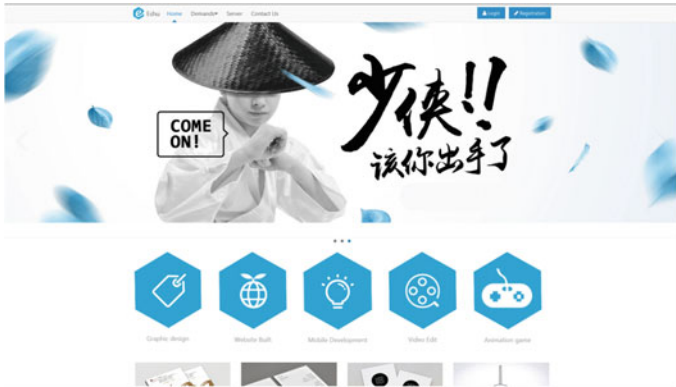 Edsy Home Demands Server Contact Us Login Registration
COME
ON!
少侠!!
该你出手了
Graphic design Website Built Mobile Development Video Edit Animation game